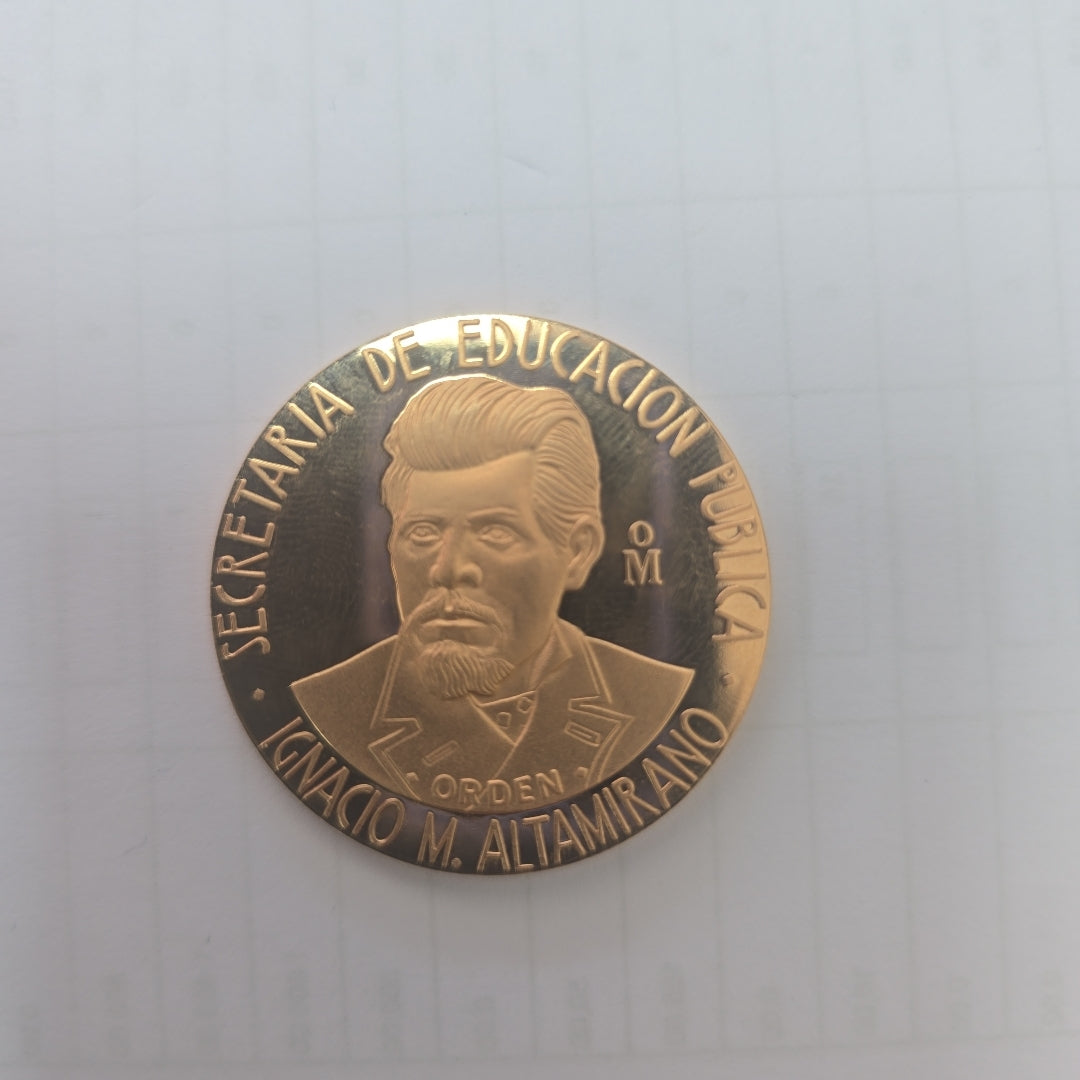 SECRETARIA DE EDUCACION PUBLICA
o
M
ORDEN
IGNACIO M. ALTAMIRANO